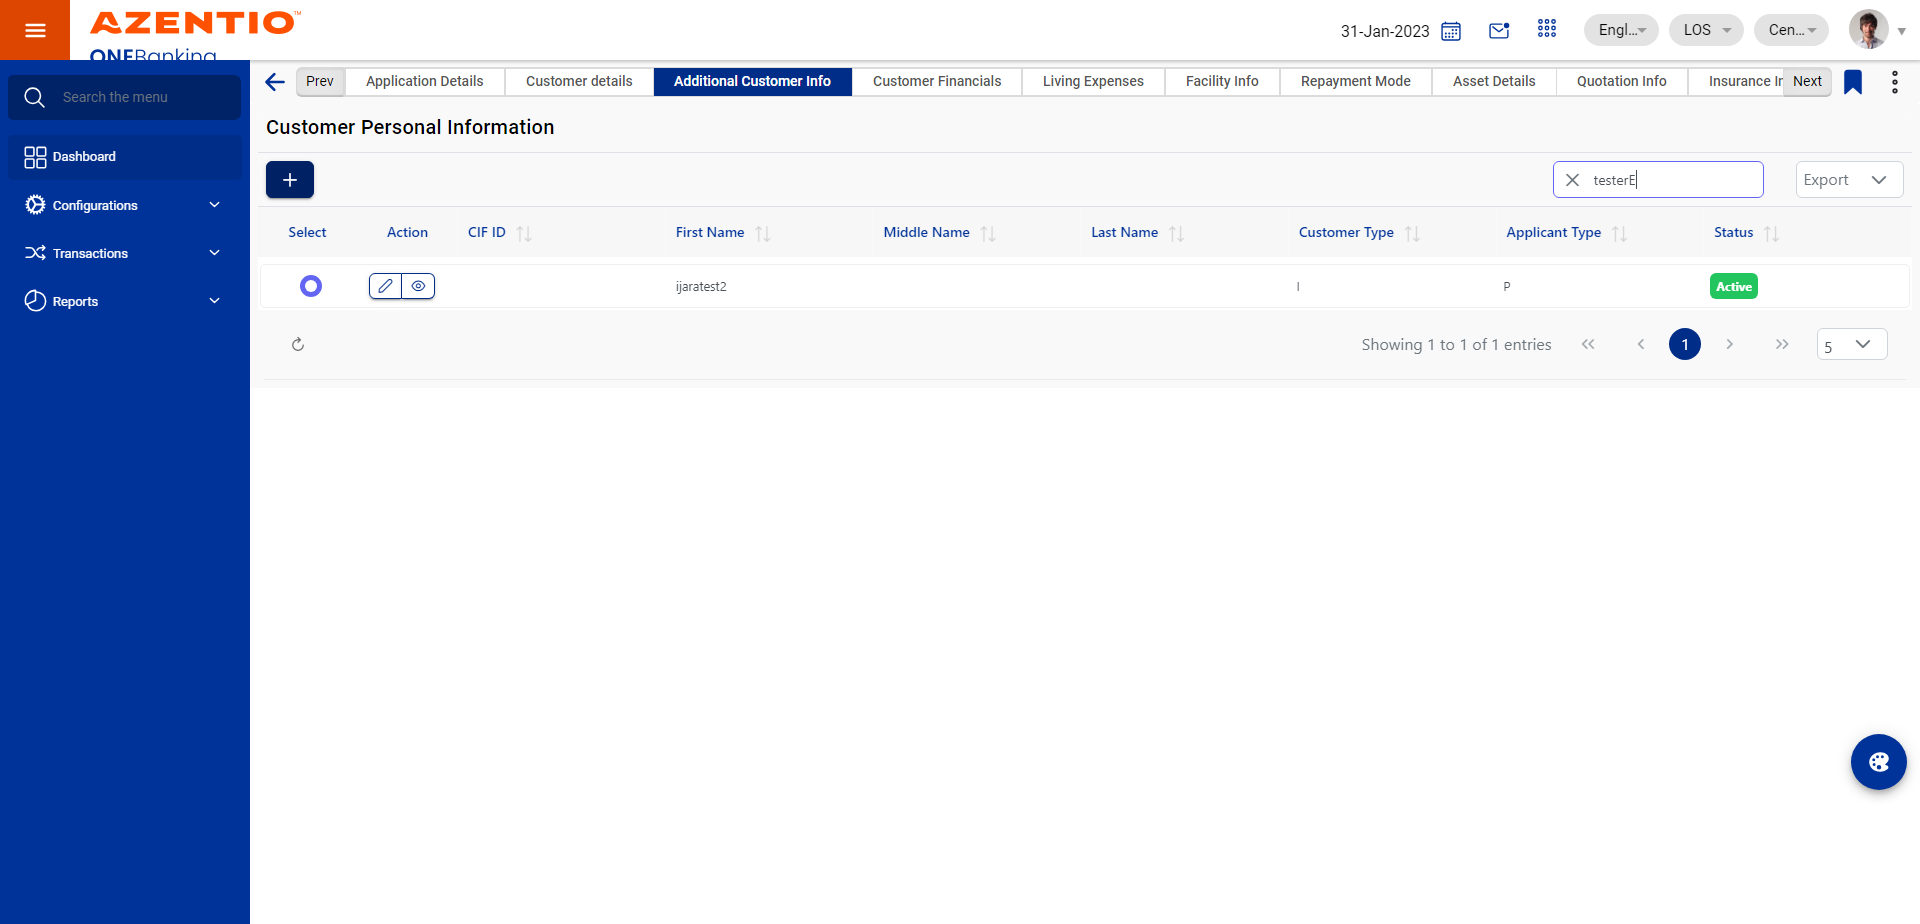 AZENTIO™
ONEBanking
31-Jan-2023
Engl...
LOS
Cen...
Search the menu
Dashboard
Configurations
Transactions
Reports
Prev
Application Details
Customer details
Additional Customer Info
Customer Financials
Living Expenses
Facility Info
Repayment Mode
Asset Details
Quotation Info
Insurance Ir
Next
Customer Personal Information
+
testerE
Export
Select
Action
CIF ID
First Name
Middle Name
Last Name
Customer Type
Applicant Type
Status
ijaratest2
I
P
Active
Showing 1 to 1 of 1 entries
1
5